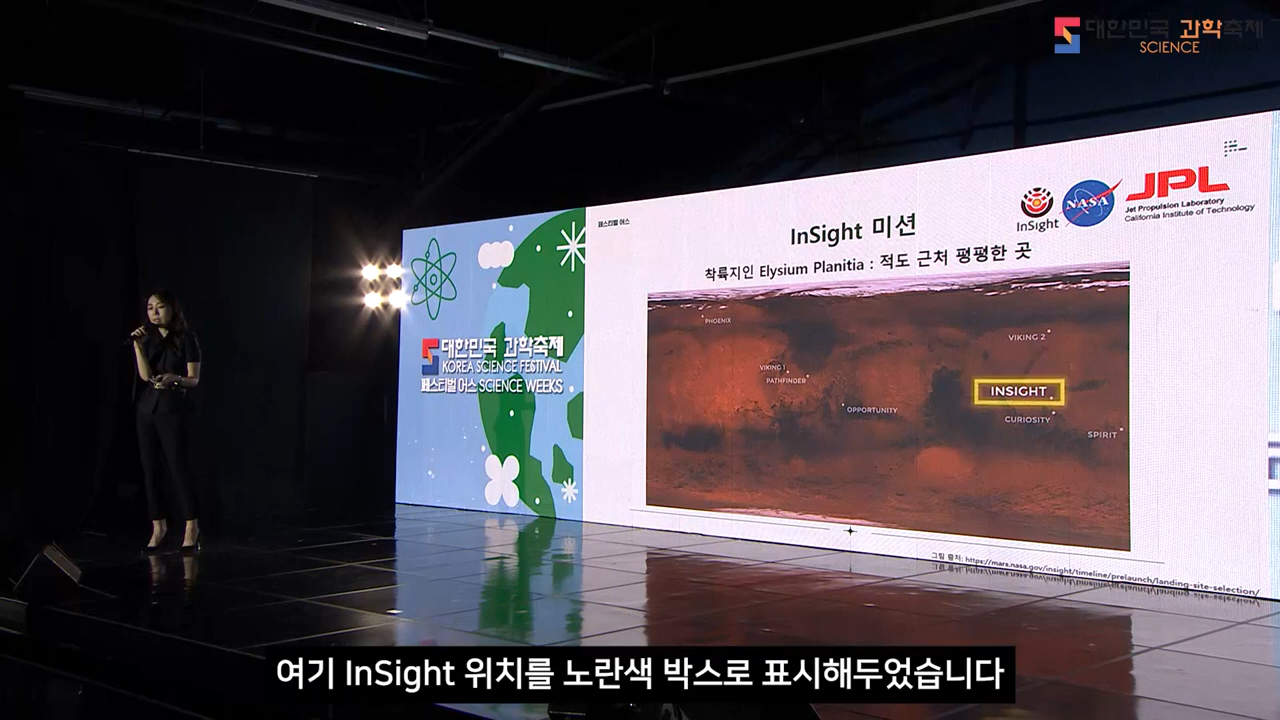 대한민국 과학축제
SCIENCE
페스티벌 어스
InSight 미션
InSight
NASA
JPL
Jet Propulsion Laboratory
California Institute of Technology
착륙지인 Elysium Planitia : 적도 근처 평평한 곳
PHOENIX
VIKING 2
VIKING 1
PATHFINDER
INSIGHT
OPPORTUNITY
CURIOSITY
SPIRIT
대한민국 과학축제
KOREA SCIENCE FESTIVAL
페스티벌 어스 SCIENCE WEEKS
그림 출처: https://mars.nasa.gov/insight/timeline/prelaunch/landing-site-selection/
여기 InSight 위치를 노란색 박스로 표시해두었습니다